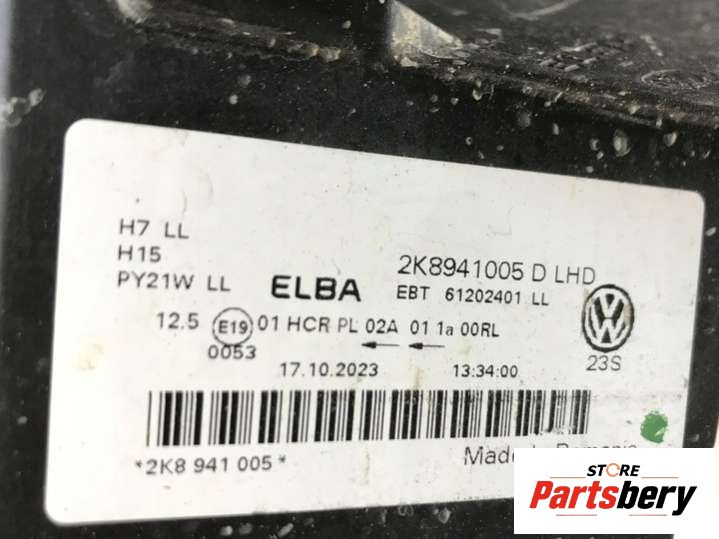 H7 LL
H15
PY21W LL
ELBA
2K8941005 D LHD
EBT 61202401 LL
12.5 E19 01 HCR PL 02A 01 1a 00RL
0053
23S
17.10.2023 13:34:00
*2K8 941 005*
Made
STORE
Partsbery